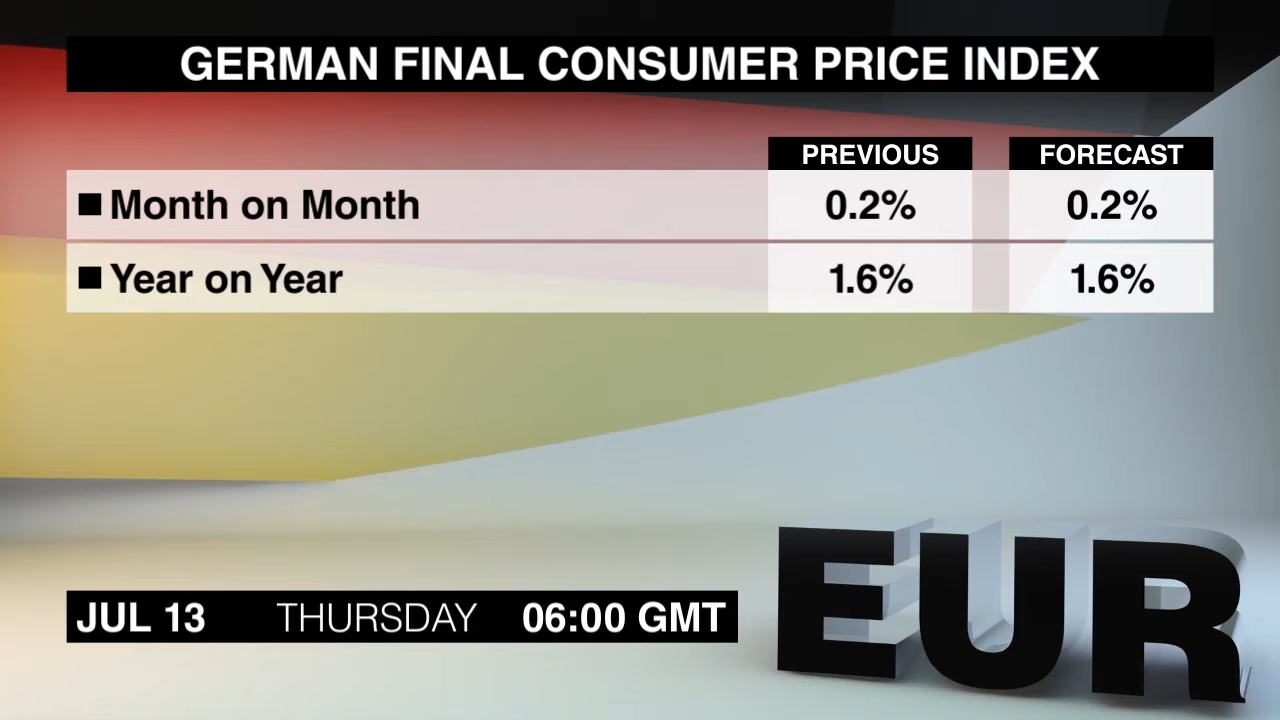 GERMAN FINAL CONSUMER PRICE INDEX
PREVIOUS FORECAST
Month on Month 0.2% 0.2%
Year on Year 1.6% 1.6%
JUL 13 THURSDAY 06:00 GMT
EUR